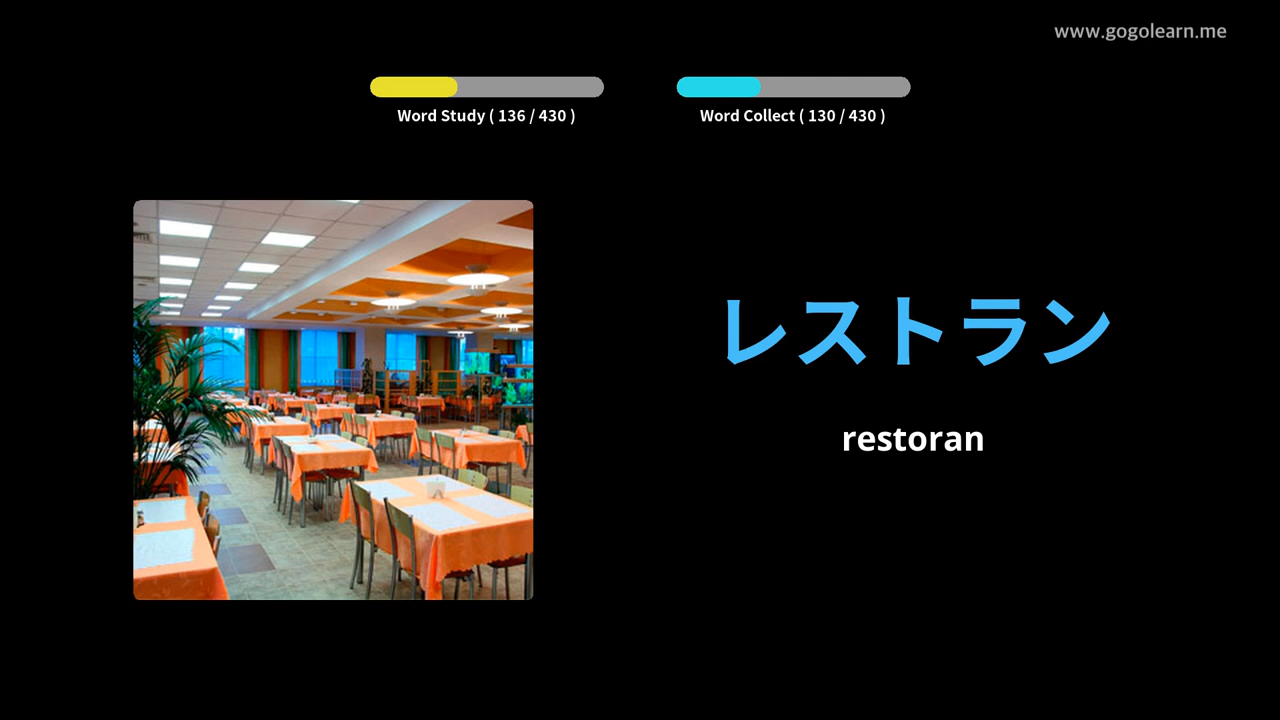 www.gogolearn.me
Word Study ( 136 / 430 )
Word Collect ( 130 / 430 )
レストラン
restoran